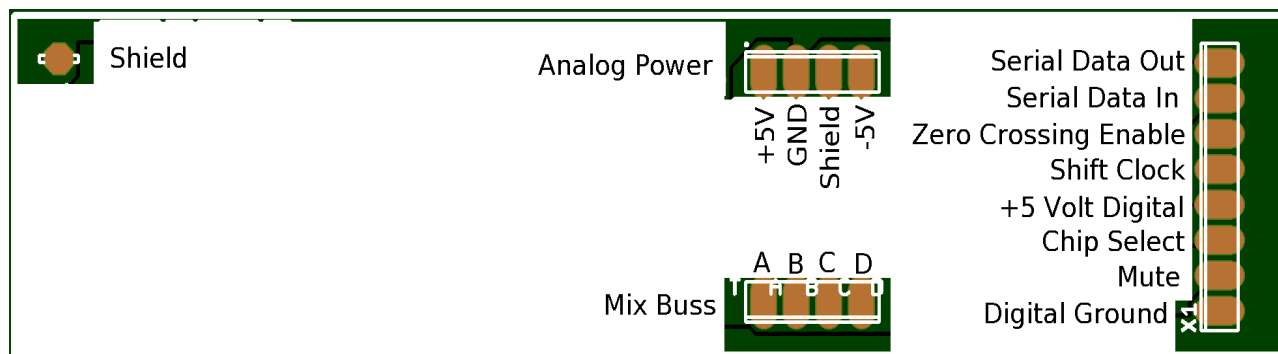 Shield
Analog Power
+5V
GND
Shield
-5V
Serial Data Out
Serial Data In
Zero Crossing Enable
Shift Clock
+5 Volt Digital
Chip Select
Mute
Digital Ground
X1
Mix Buss
A B C D